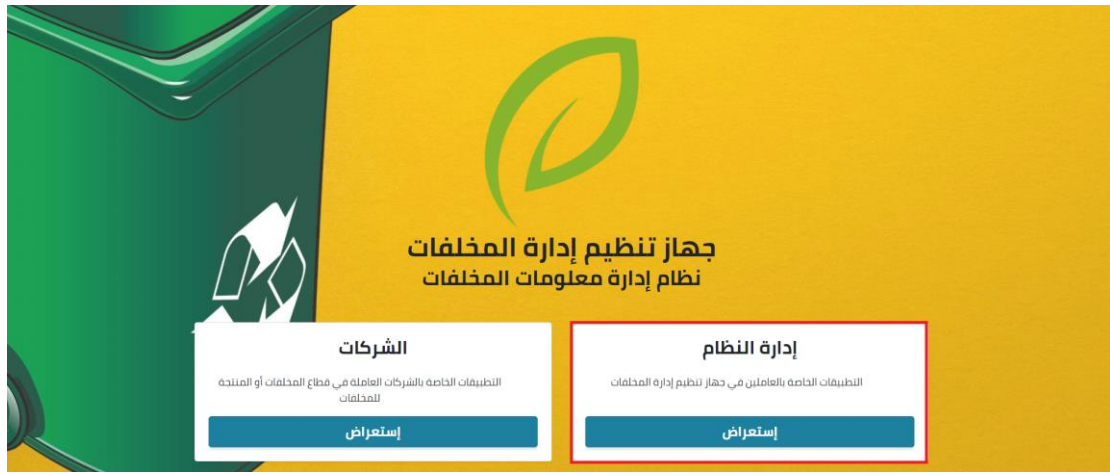 جهاز تنظيم إدارة المخلفات
نظام إدارة معلومات المخلفات
إدارة النظام
التطبيقات الخاصة بالعاملين في جهاز تنظيم إدارة المخلفات
إستعراض
الشركات
التطبيقات الخاصة بالشركات العاملة في قطاع المخلفات أو المنتجة
للمخلفات
إستعراض